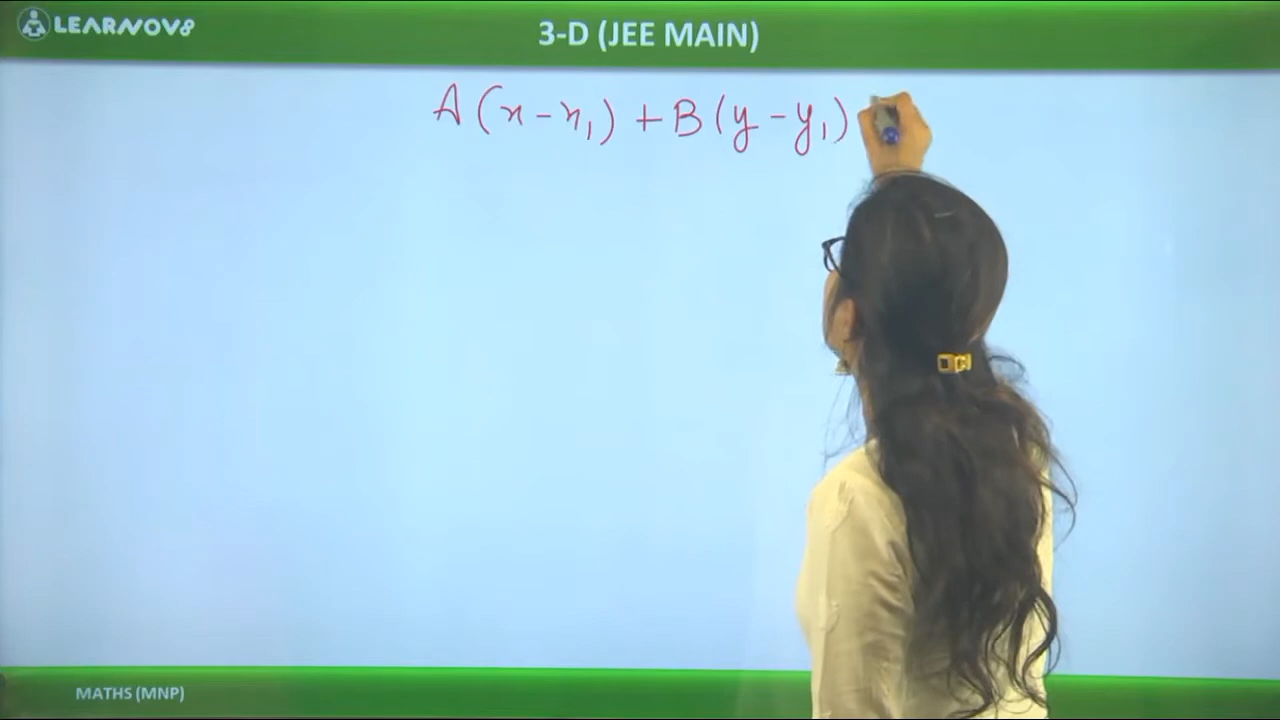 LEARNOV8
3-D (JEE MAIN)
A(x-x₁) + B(y-y₁)
MATHS (MNP)